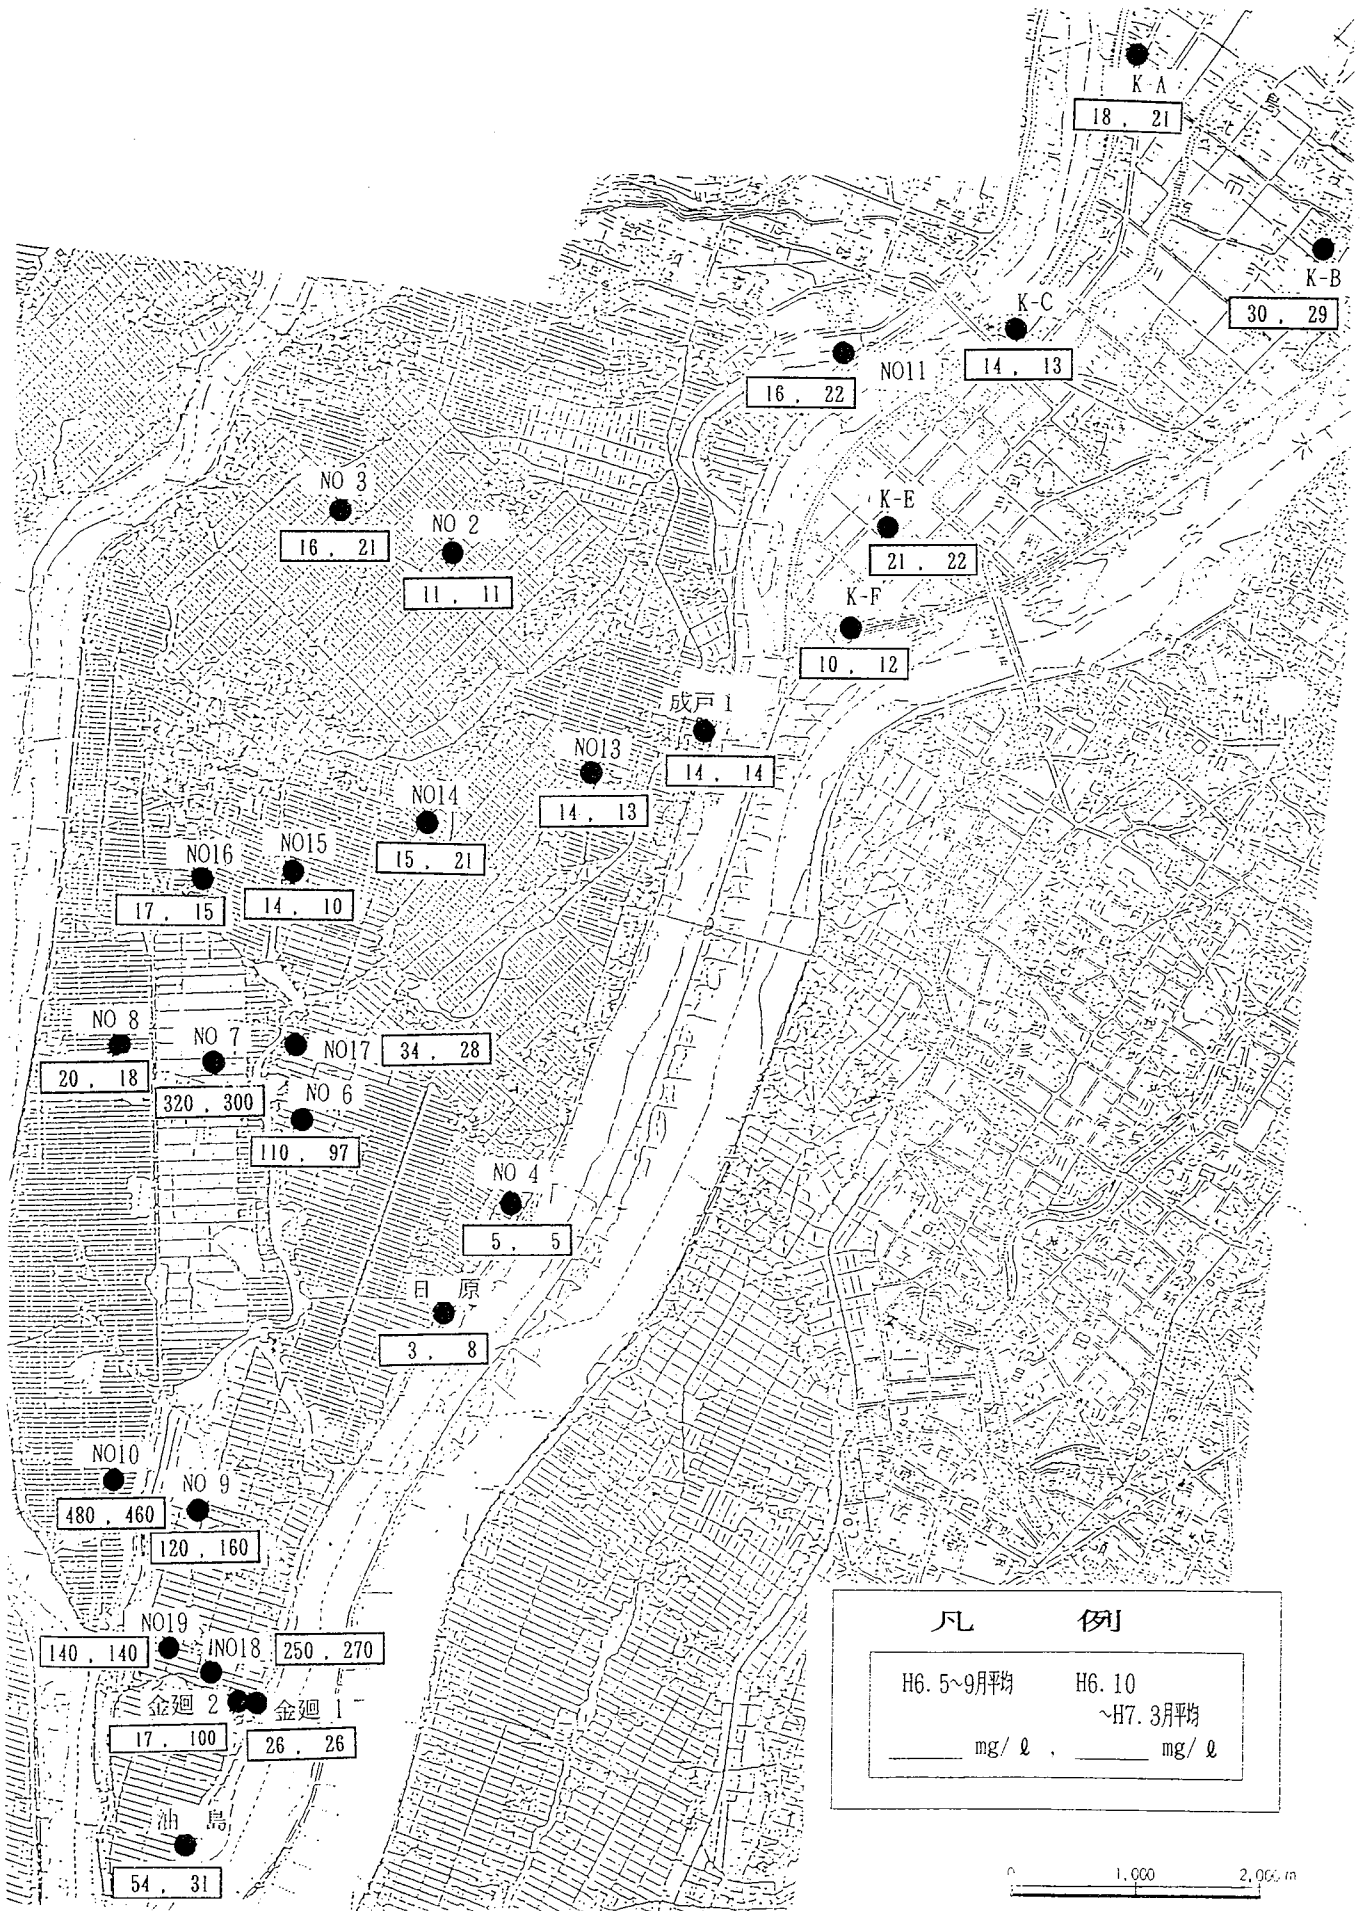 K-A
18 , 21
K-B
30 , 29
K-C
14 , 13
NO11
16 , 22
NO 3
16 , 21
NO 2
11 , 11
K-E
21 , 22
K-F
10 , 12
成戸 1
14 , 14
NO13
14 , 13
NO14
15 , 21
NO15
14 , 10
NO16
17 , 15
NO 8
20 , 18
NO 7
320 , 300
NO17
34 , 28
NO 6
110 , 97
NO 4
5 , 5
日 原
3 , 8
NO10
480 , 460
NO 9
120 , 160
NO19
140 , 140
NO18
250 , 270
金廻 2
17 , 100
金廻 1
26 , 26
油 島
54 , 31
凡 例
H6. 5~9月平均 H6. 10
~H7. 3月平均
mg/ℓ , mg/ℓ
0 1,000 2,000 m